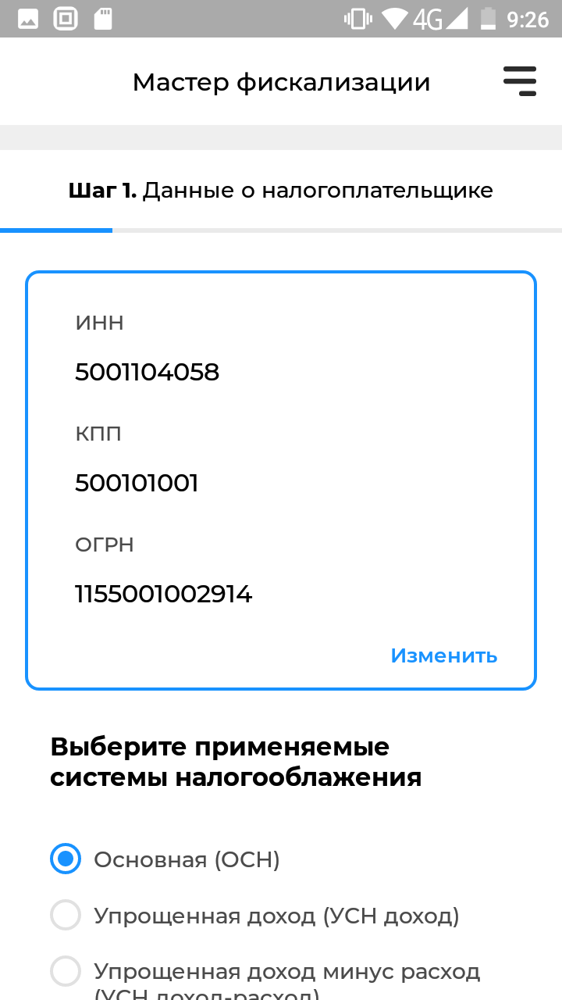 4G 9:26
Мастер фискализации
Шаг 1. Данные о налогоплательщике
ИНН
5001104058
КПП
500101001
ОГРН
1155001002914
Изменить
Выберите применяемые
системы налогооблажения
Основная (ОСН)
Упрощенная доход (УСН доход)
Упрощенная доход минус расход
(УСН доход-расход)